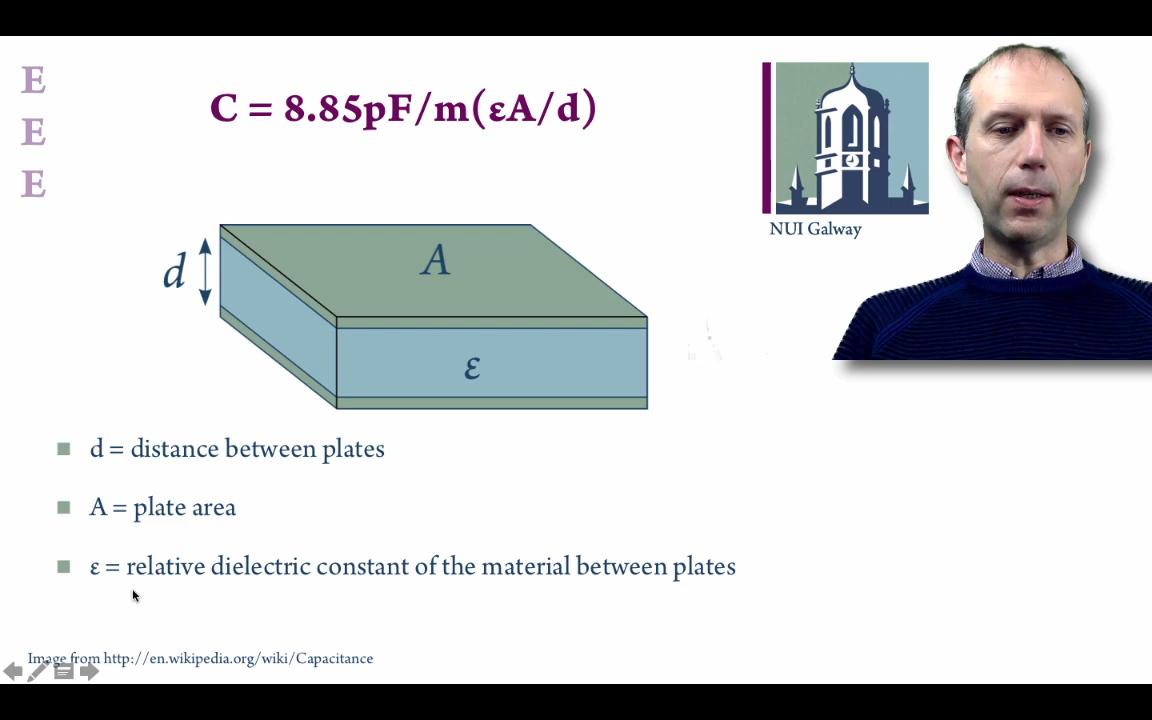 E
E
E
C = 8.85pF/m(εA/d)
NUI Galway
d
A
ε
d = distance between plates
A = plate area
ε = relative dielectric constant of the material between plates
Image from http://en.wikipedia.org/wiki/Capacitance